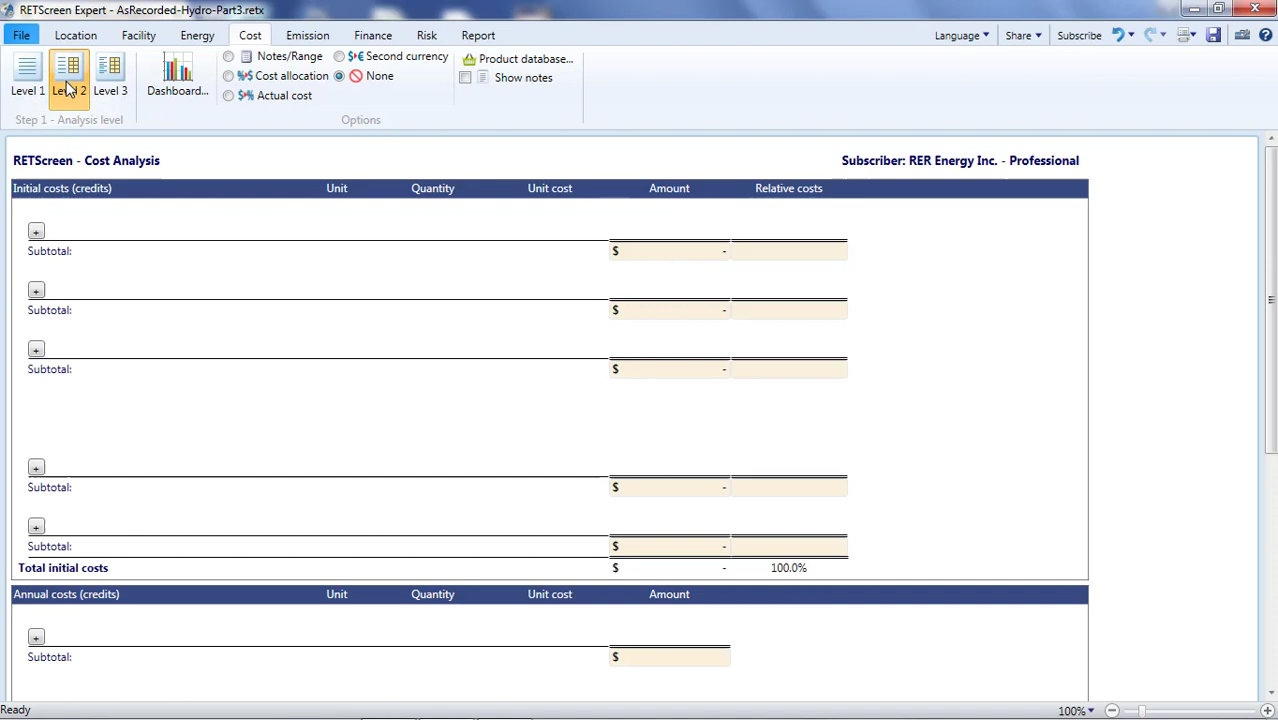 RETScreen Expert - AsRecorded-Hydro-Part3.retx
File Location Facility Energy Cost Emission Finance Risk Report Language Share Subscribe
Level 1 Level 2 Level 3
Step 1 - Analysis level
Dashboard...
Notes/Range Second currency
Cost allocation None
Actual cost
Options
Product database...
Show notes
RETScreen - Cost Analysis Subscriber: RER Energy Inc. - Professional
Initial costs (credits) Unit Quantity Unit cost Amount Relative costs
+
Subtotal: $ -
+
Subtotal: $ -
+
Subtotal: $ -
+
Subtotal: $ -
+
Subtotal: $ -
Total initial costs $ - 100.0%
Annual costs (credits) Unit Quantity Unit cost Amount
+
Subtotal: $
Ready 100%